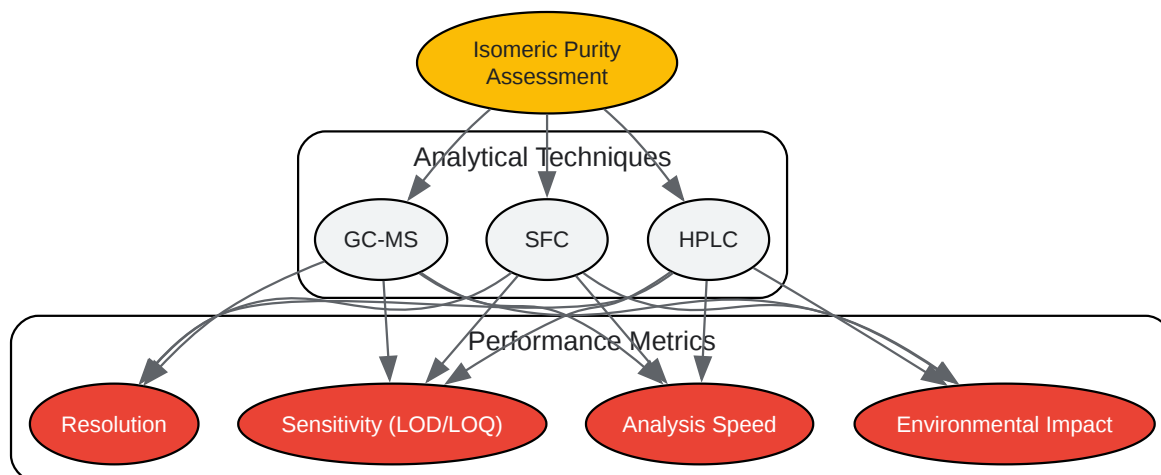 Isomeric Purity
Assessment
Analytical Techniques
GC-MS
SFC
HPLC
Performance Metrics
Resolution
Sensitivity (LOD/LOQ)
Analysis Speed
Environmental Impact